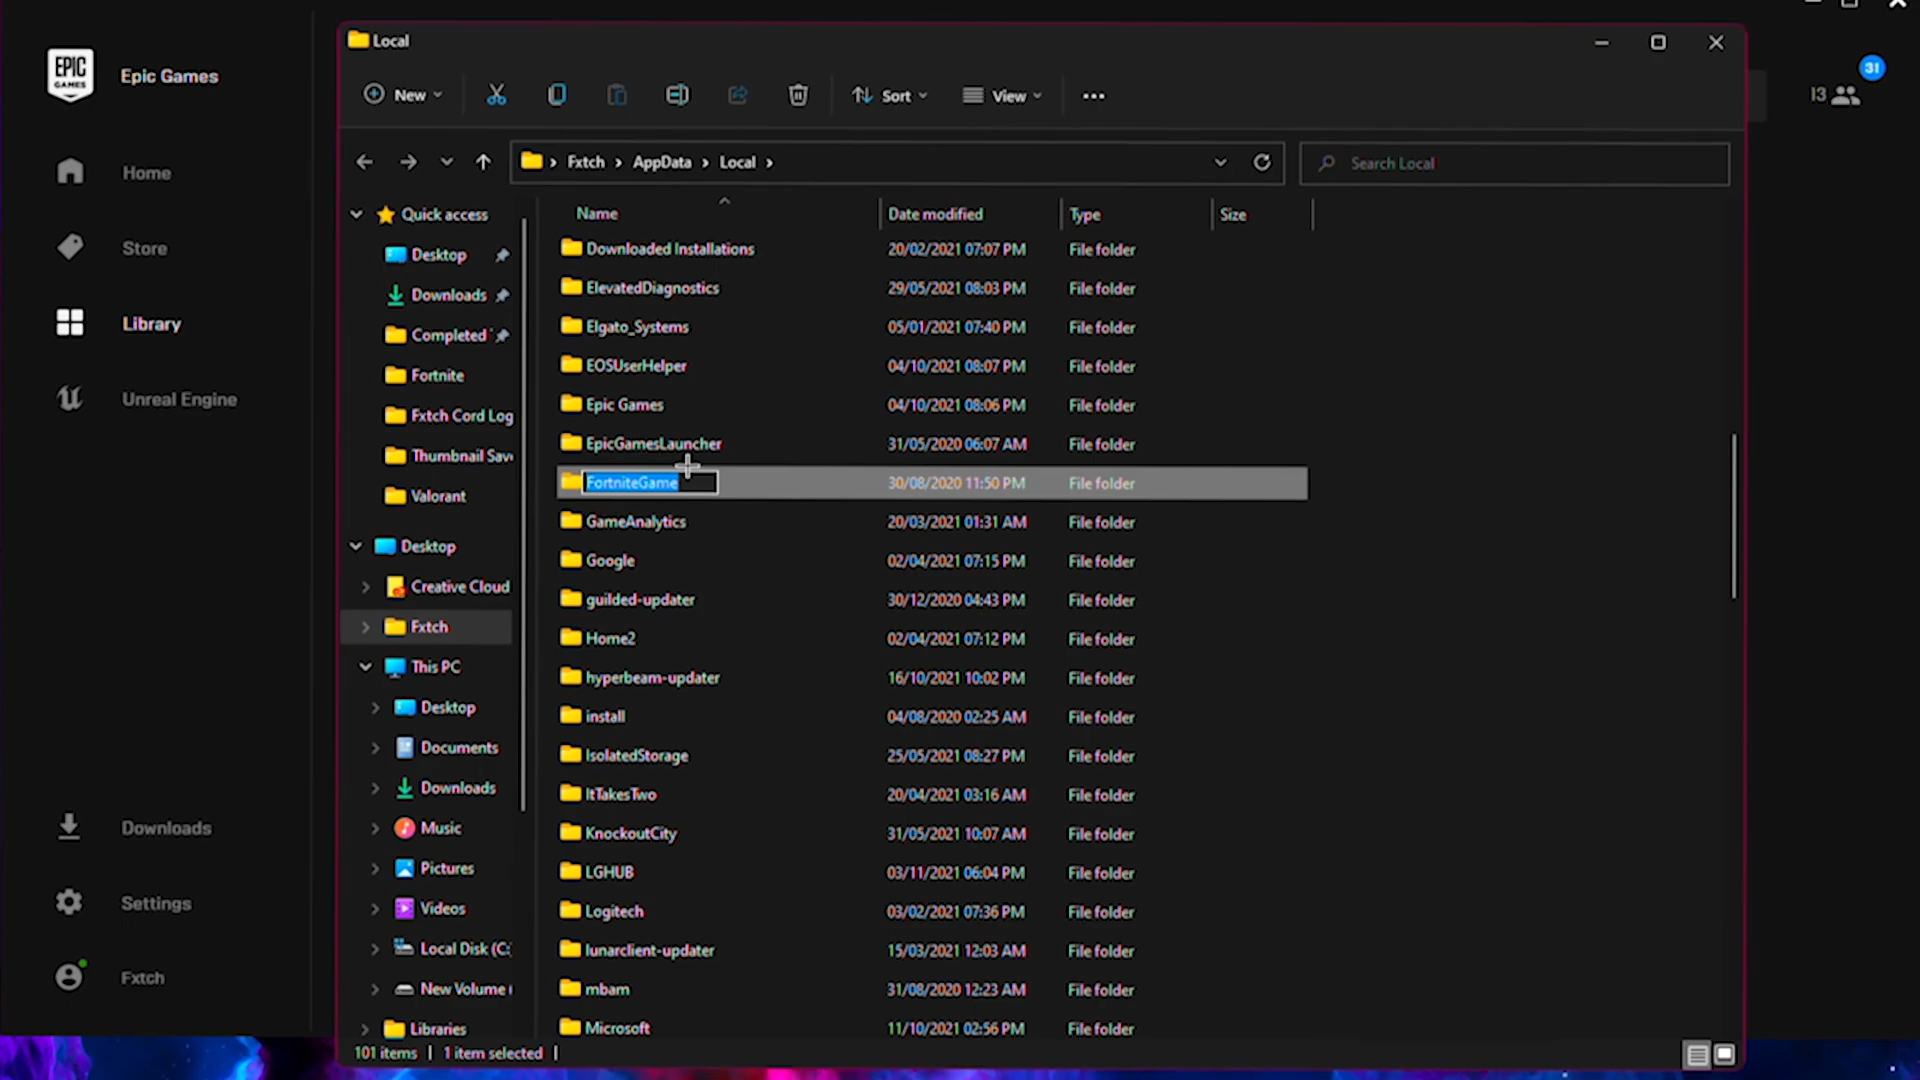 EPIC GAMES
Epic Games
Home
Store
Library
Unreal Engine
Downloads
Settings
Fxtch
31
13
Local
New
Sort
View
Fxtch > AppData > Local >
Search Local
Quick access
Desktop
Downloads
Completed
Fortnite
Fxtch Cord Log
Thumbnail Save
Valorant
Desktop
Creative Cloud
Fxtch
This PC
Desktop
Documents
Downloads
Music
Pictures
Videos
Local Disk (C:
New Volume (
Libraries
Name Date modified Type Size
Downloaded Installations 20/02/2021 07:07 PM File folder
ElevatedDiagnostics 29/05/2021 08:03 PM File folder
Elgato_Systems 05/01/2021 07:40 PM File folder
EOSUserHelper 04/10/2021 08:07 PM File folder
Epic Games 04/10/2021 08:06 PM File folder
EpicGamesLauncher 31/05/2020 06:07 AM File folder
FortniteGame 30/08/2020 11:50 PM File folder
GameAnalytics 20/03/2021 01:31 AM File folder
Google 02/04/2021 07:15 PM File folder
guilded-updater 30/12/2020 04:43 PM File folder
Home2 02/04/2021 07:12 PM File folder
hyperbeam-updater 16/10/2021 10:02 PM File folder
install 04/08/2020 02:25 AM File folder
IsolatedStorage 25/05/2021 08:27 PM File folder
ItTakesTwo 20/04/2021 03:16 AM File folder
KnockoutCity 31/05/2021 10:07 AM File folder
LGHUB 03/11/2021 06:04 PM File folder
Logitech 03/02/2021 07:36 PM File folder
lunarclient-updater 15/03/2021 12:03 AM File folder
mbam 31/08/2020 12:23 AM File folder
Microsoft 11/10/2021 02:56 PM File folder
101 items | 1 item selected |